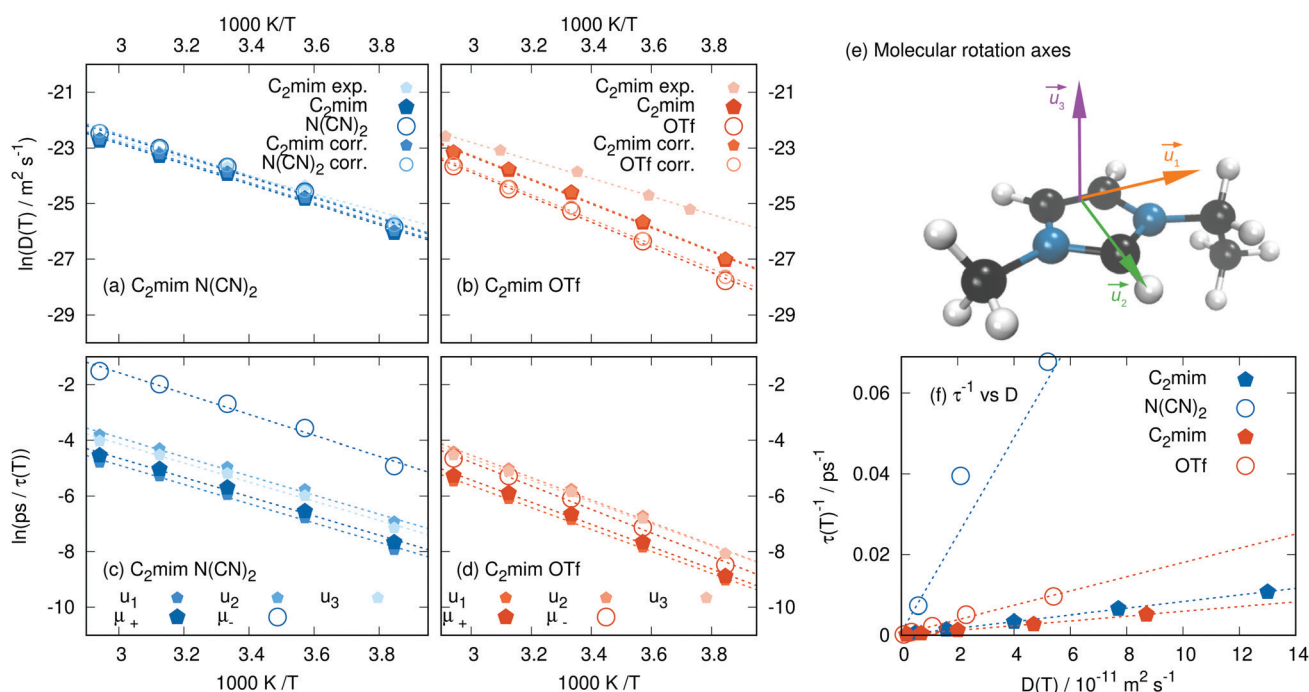 1000 K/T
1000 K/T
3 3.2 3.4 3.6 3.8
3 3.2 3.4 3.6 3.8
(e) Molecular rotation axes
ln(D(T) / m² s⁻¹)
-21
-23
-25
-27
-29
C₂mim exp.
C₂mim
N(CN)₂
C₂mim corr.
N(CN)₂ corr.
(a) C₂mim N(CN)₂
C₂mim exp.
C₂mim
OTf
C₂mim corr.
OTf corr.
(b) C₂mim OTf
-21
-23
-25
-27
-29
u₃
u₁
u₂
ln(ps / τ(T))
-2
-4
-6
-8
-10
(c) C₂mim N(CN)₂
u₁ u₂ u₃
μ₊ μ₋
(d) C₂mim OTf
u₁ u₂ u₃
μ₊ μ₋
-2
-4
-6
-8
-10
3 3.2 3.4 3.6 3.8
3 3.2 3.4 3.6 3.8
1000 K /T
1000 K /T
τ(T)⁻¹ / ps⁻¹
0.06
0.04
0.02
0
(f) τ⁻¹ vs D
C₂mim
N(CN)₂
C₂mim
OTf
0 2 4 6 8 10 12 14
D(T) / 10⁻¹¹ m² s⁻¹